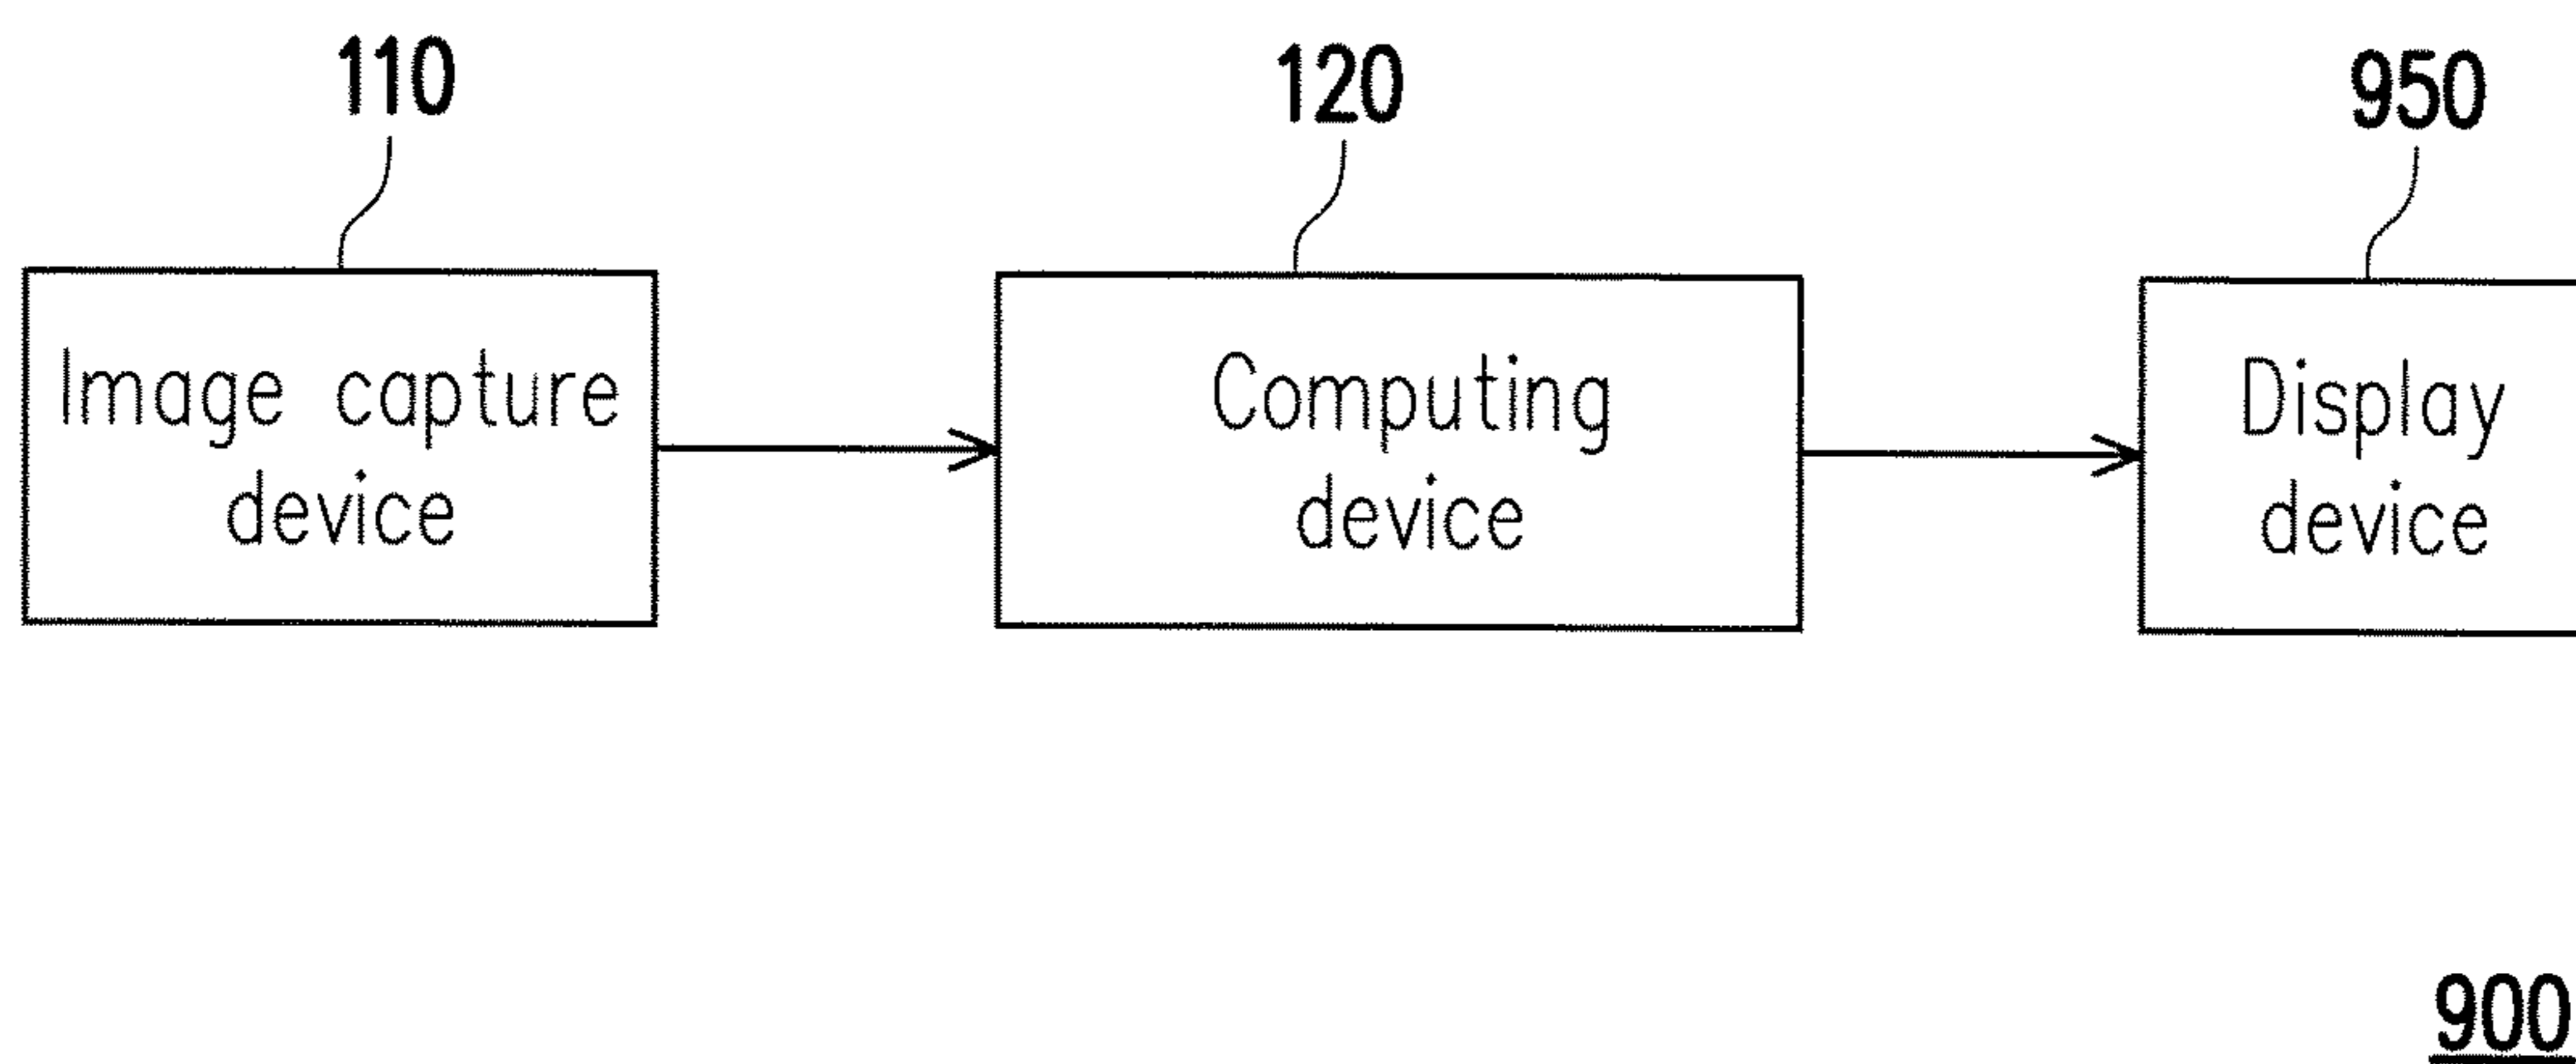 110
120
950
Image capture
device
Computing
device
Display
device
900